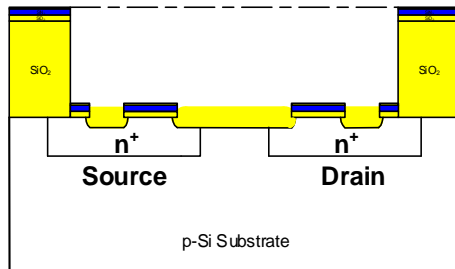 SiO₂
SiO₂
n⁺
n⁺
Source
Drain
p-Si Substrate